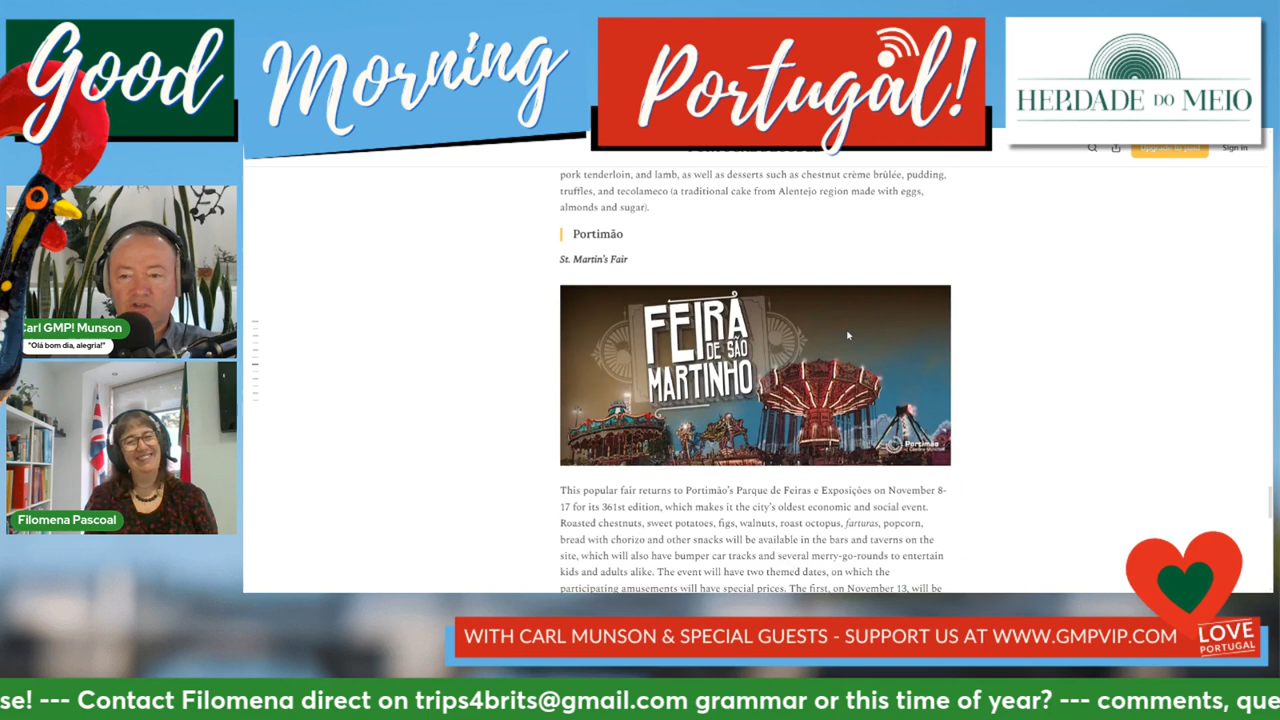 Good Morning Portugal!
HERDADE DO MEIO
Upgrade to paid
Sign in
pork tenderloin, and lamb, as well as desserts such as chestnut crème brûlée, pudding,
truffles, and tecolameco (a traditional cake from Alentejo region made with eggs,
almonds and sugar).
Portimão
St. Martin's Fair
FEIRA
DE SÃO
MARTINHO
Portimão
This popular fair returns to Portimão's Parque de Feiras e Exposições on November 8-
17 for its 361st edition, which makes it the city's oldest economic and social event.
Roasted chestnuts, sweet potatoes, figs, walnuts, roast octopus, farturas, popcorn,
bread with chorizo and other snacks will be available in the bars and taverns on the
site, which will also have bumper car tracks and several merry-go-rounds to entertain
kids and adults alike. The event will have two themed dates, on which the
participating amusements will have special prices. The first, on November 13, will be
Carl GMP! Munson
"Olá bom dia, alegria!"
Filomena Pascoal
WITH CARL MUNSON & SPECIAL GUESTS - SUPPORT US AT WWW.GMPVIP.COM
LOVE
PORTUGAL
se! --- Contact Filomena direct on trips4brits@gmail.com grammar or this time of year? --- comments, que